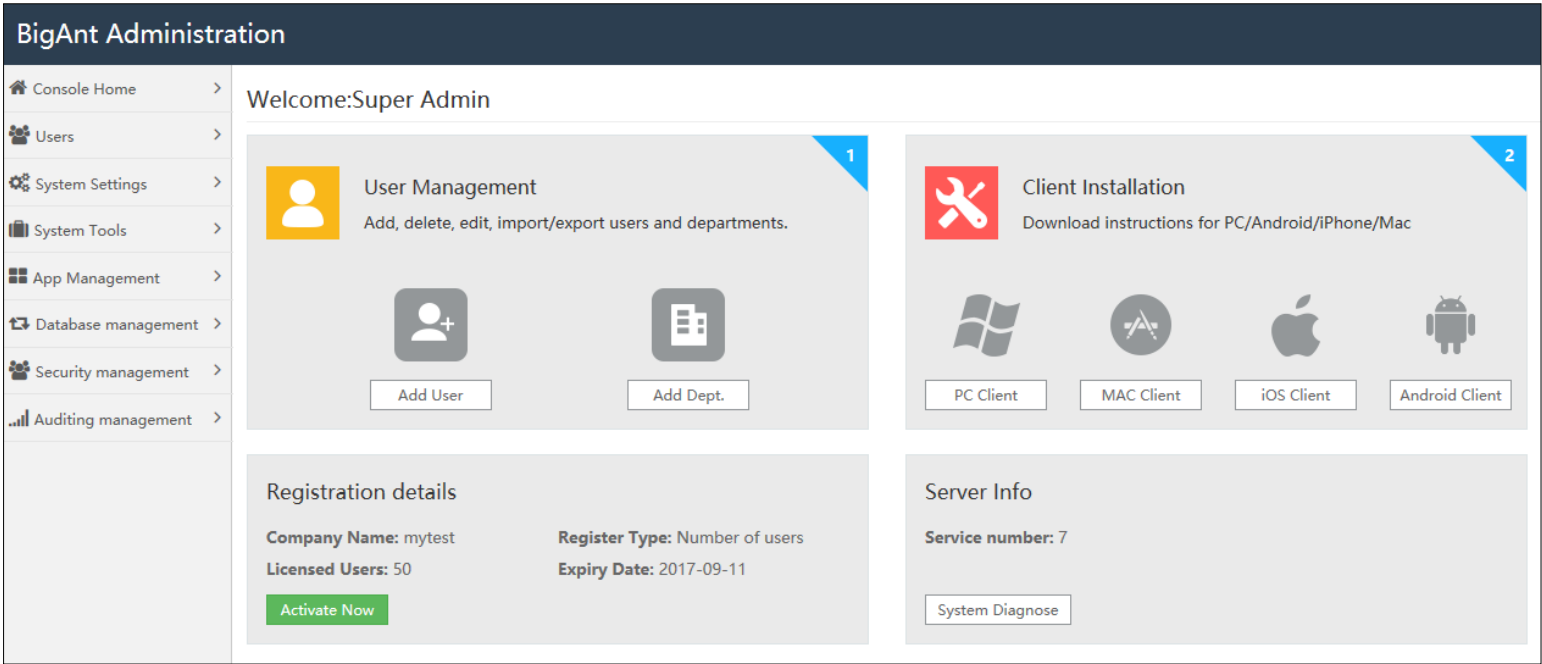 BigAnt Administration
Console Home
Users
System Settings
System Tools
App Management
Database management
Security management
Auditing management
Welcome:Super Admin
1
User Management
Add, delete, edit, import/export users and departments.
Add User
Add Dept.
2
Client Installation
Download instructions for PC/Android/iPhone/Mac
PC Client
MAC Client
iOS Client
Android Client
Registration details
Company Name: mytest
Register Type: Number of users
Licensed Users: 50
Expiry Date: 2017-09-11
Activate Now
Server Info
Service number: 7
System Diagnose